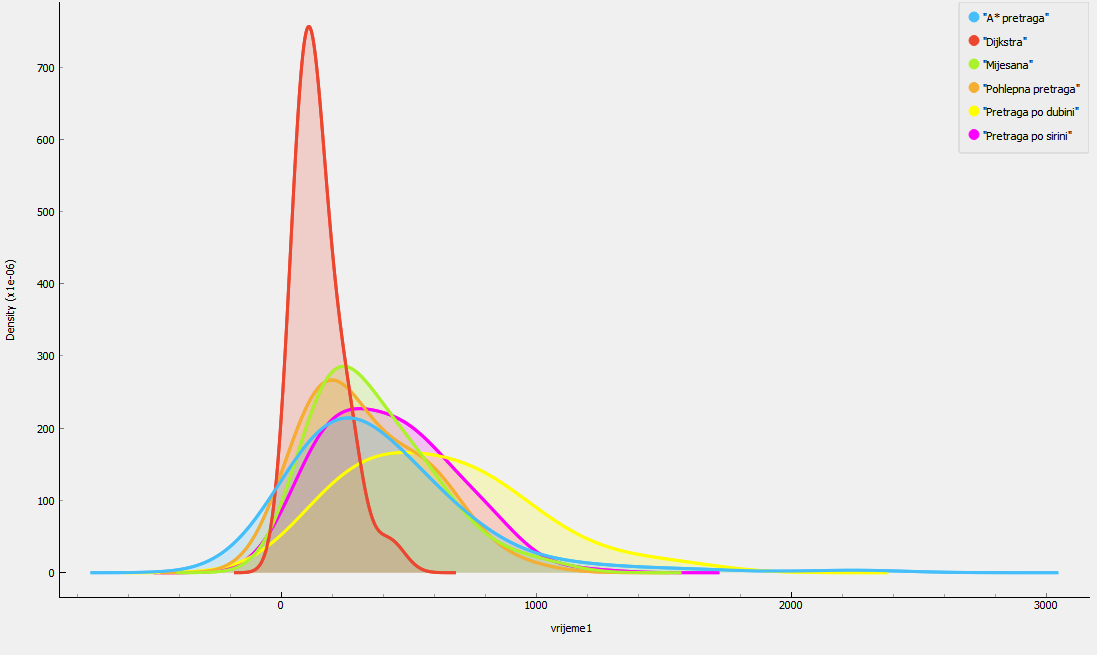 "A* pretraga"
"Dijkstra"
"Mijesana"
"Pohlepna pretraga"
"Pretraga po dubini"
"Pretraga po sirini"
700
600
500
400
300
200
100
0
Density (x1e-06)
0 1000 2000 3000
vrijeme1